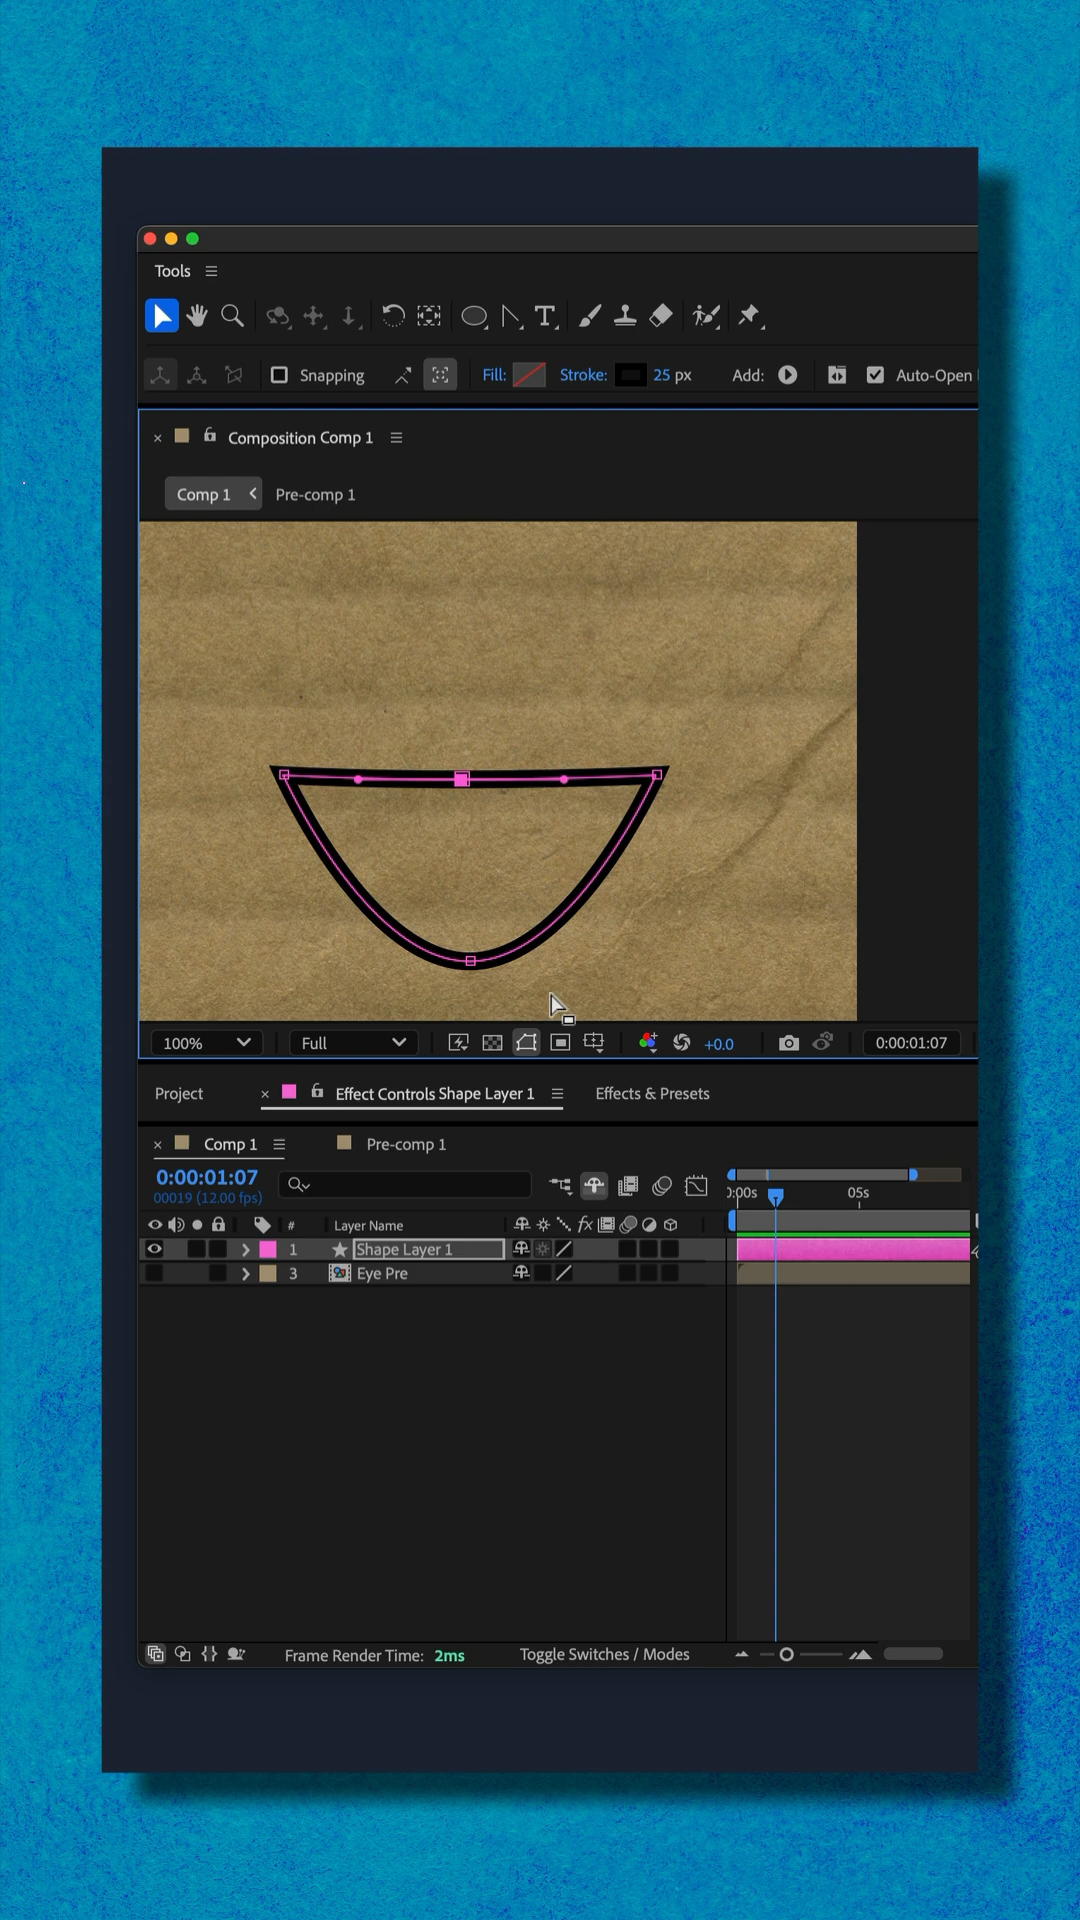 Tools
Snapping Fill: Stroke: 25 px Add: Auto-Open
Composition Comp 1
Comp 1 Pre-comp 1
100% Full +0.0 0:00:01:07
Project Effect Controls Shape Layer 1 Effects & Presets
Comp 1 Pre-comp 1
0:00:01:07
00019 (12.00 fps)
0:00s 05s
# Layer Name fx
1 Shape Layer 1
3 Eye Pre
Frame Render Time: 2ms Toggle Switches / Modes